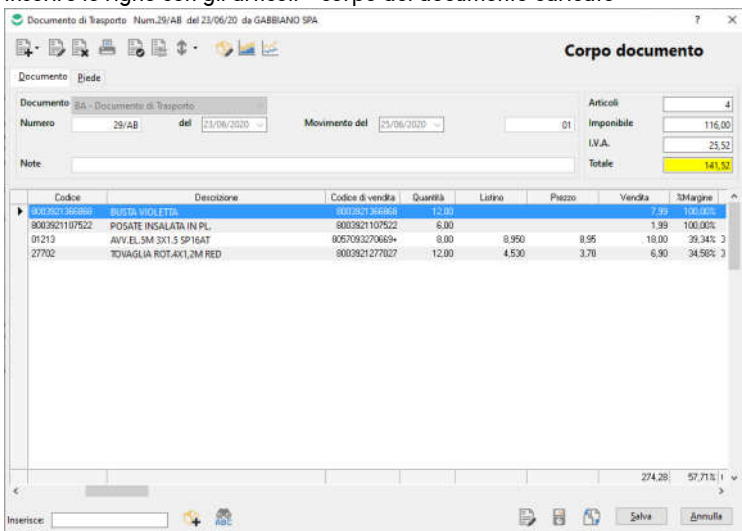 Documento di Trasporto Num.29/AB del 23/06/20 da GABBIANO SPA ?
Corpo documento
Documento Piede
Documento BA - Documento di Trasporto Articoli 4
Numero 29/AB del 23/06/2020 Movimento del 25/06/2020 01 Imponibile 116,00
I.V.A. 25,52
Note Totale 141,52
Codice Descrizione Codice di vendita Quantità Listino Prezzo Vendita %Margine
8003921366868 BUSTA VIOLETTA 8003921366868 12,00 7,99 100,00%
8003921107522 POSATE INSALATA IN PL. 8003921107522 6,00 1,99 100,00%
01213 AVV.EL.5M 3X1.5 SP16AT 8057093270669+ 8,00 8,950 8,95 18,00 39,34% 3
27702 TOVAGLIA ROT.4X1,2M RED 8003921277027 12,00 4,530 3,70 6,90 34,56% 3
274,28 57,71%
Inserisce: ABC Salva Annulla